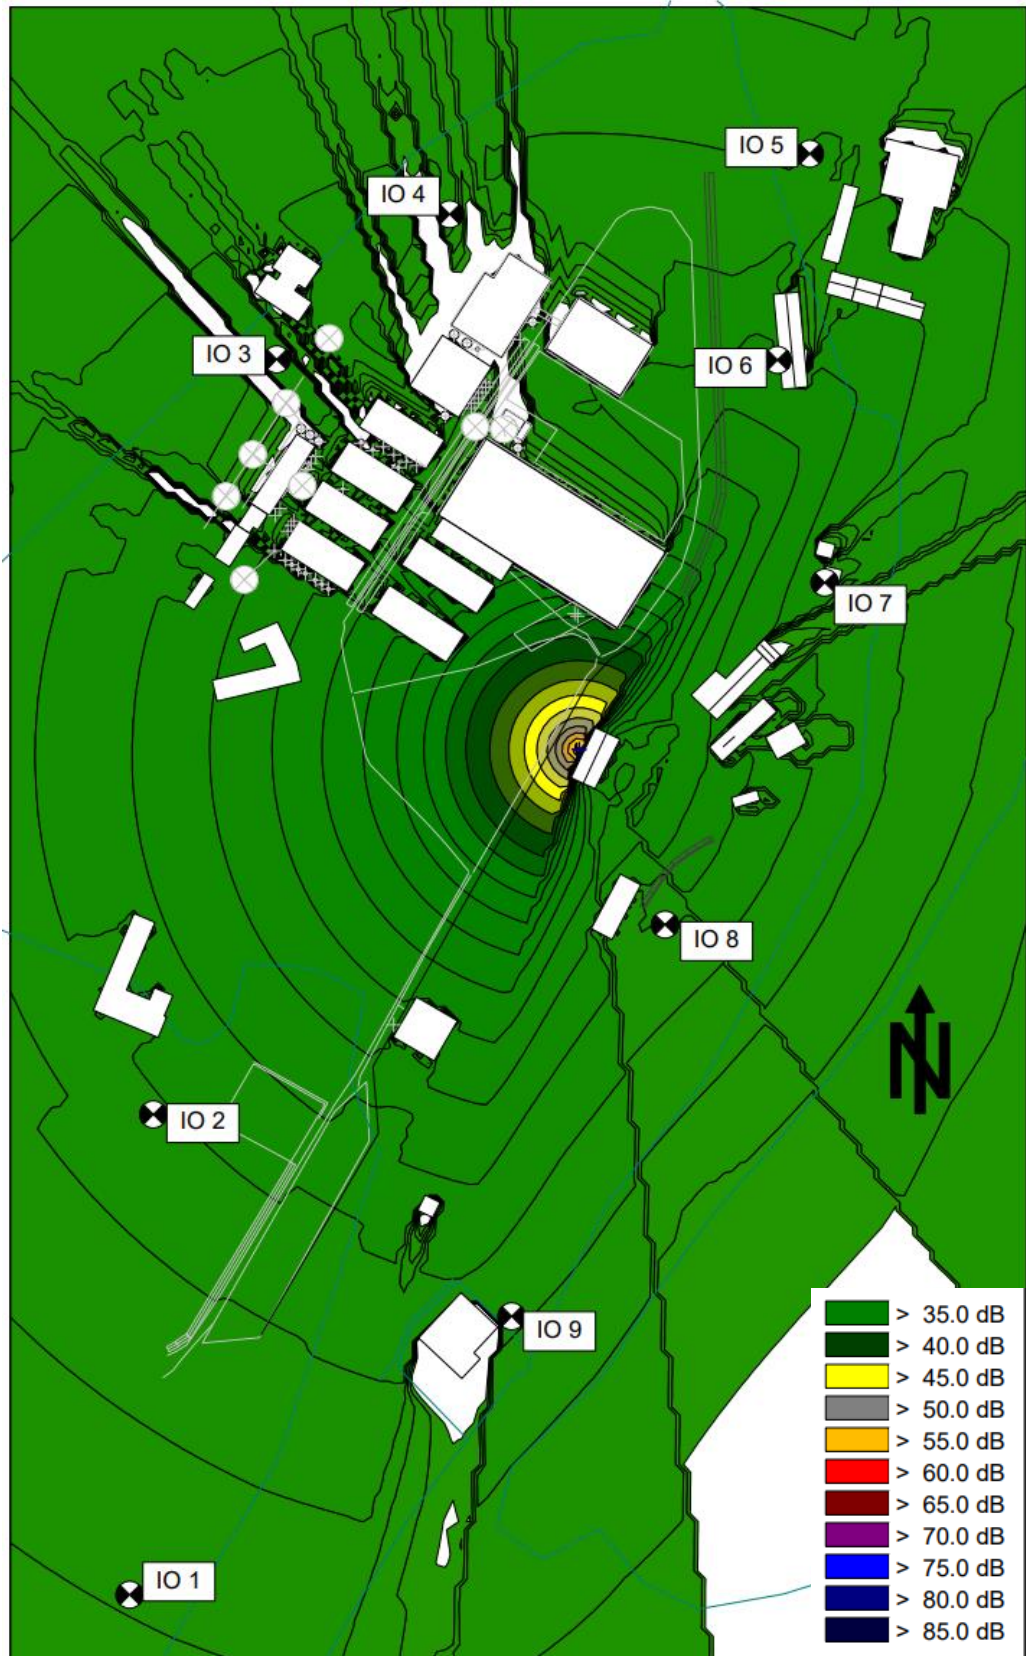 IO 5
IO 4
IO 3
IO 6
IO 7
IO 8
N
IO 2
IO 9
IO 1
> 35.0 dB
> 40.0 dB
> 45.0 dB
> 50.0 dB
> 55.0 dB
> 60.0 dB
> 65.0 dB
> 70.0 dB
> 75.0 dB
> 80.0 dB
> 85.0 dB